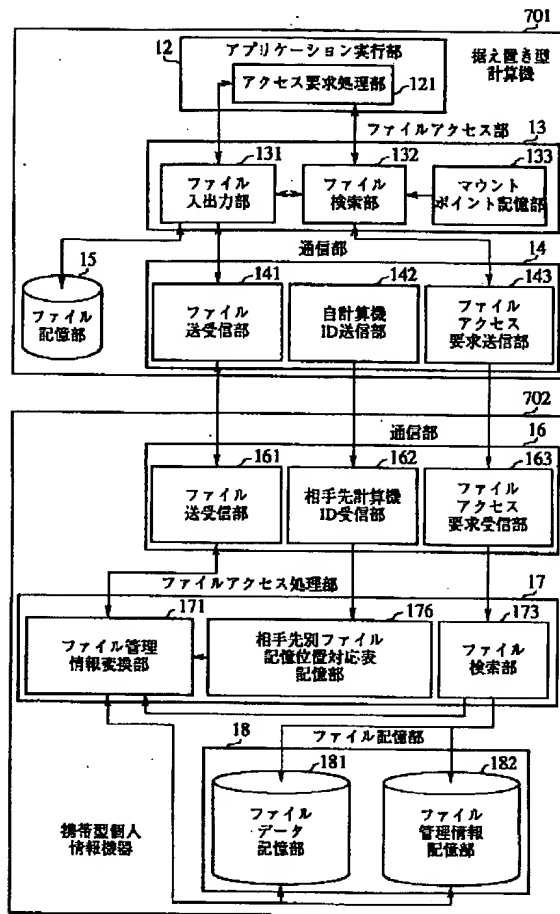 701
12
アプリケーション実行部
据え置き型
計算機
アクセス要求処理部
121
ファイルアクセス部
13
131
132
133
ファイル
入出力部
ファイル
検索部
マウント
ポイント記憶部
通信部
14
15
141
142
143
ファイル
記憶部
ファイル
送受信部
自計算機
ID送信部
ファイル
アクセス
要求送信部
702
通信部
16
161
162
163
ファイル
送受信部
相手先計算機
ID受信部
ファイル
アクセス
要求受信部
ファイルアクセス処理部
17
171
176
173
ファイル管理
情報変換部
相手先別ファイル
記憶位置対応表
記憶部
ファイル
検索部
18
ファイル記憶部
181
182
ファイル
データ
記憶部
ファイル
管理情報
記憶部
携帯型個人
情報機器